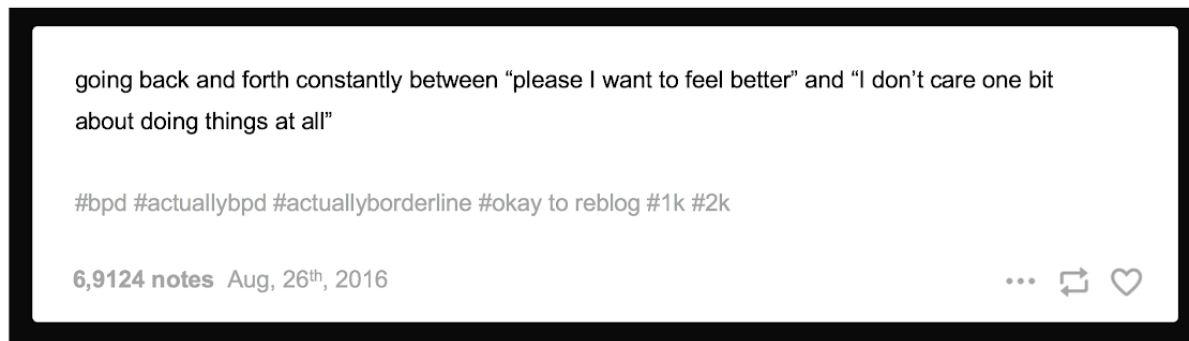 going back and forth constantly between “please I want to feel better” and “I don’t care one bit
about doing things at all”
#bpd #actuallybpd #actuallyborderline #okay to reblog #1k #2k
6,9124 notes Aug, 26th, 2016